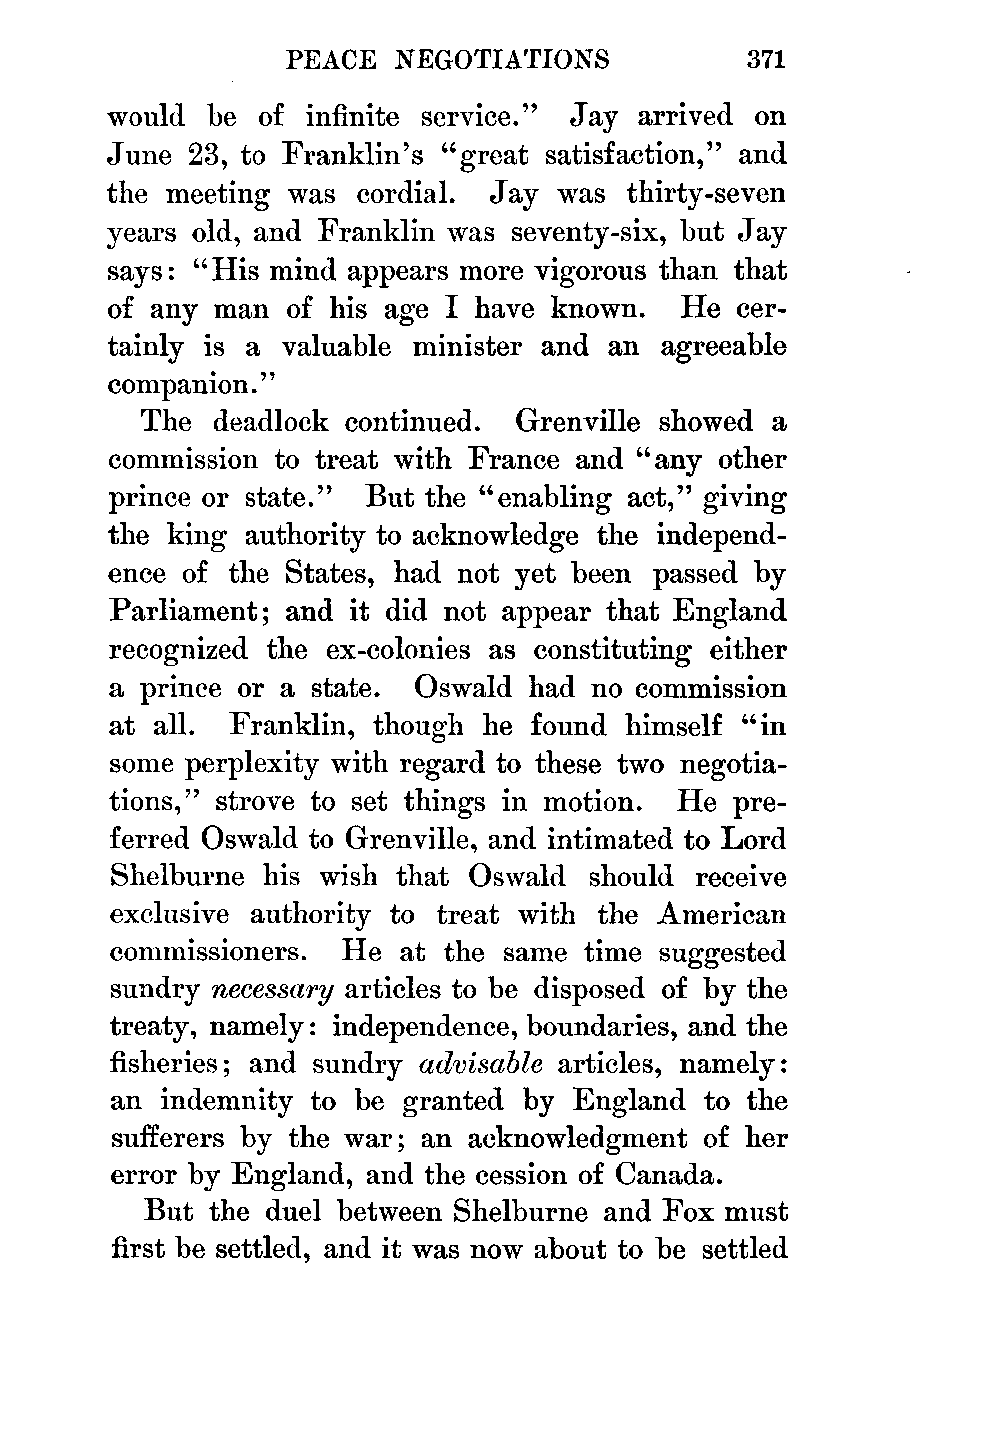 PEACE NEGOTIATIONS 371
would be of infinite service." Jay arrived on
June 23, to Franklin's "great satisfaction," and
the meeting was cordial. Jay was thirty-seven
years old, and Franklin was seventy-six, but Jay
says: "His mind appears more vigorous than that
of any man of his age I have known. He cer-
tainly is a valuable minister and an agreeable
companion."
The deadlock continued. Grenville showed a
commission to treat with France and "any other
prince or state." But the "enabling act," giving
the king authority to acknowledge the independ-
ence of the States, had not yet been passed by
Parliament; and it did not appear that England
recognized the ex-colonies as constituting either
a prince or a state. Oswald had no commission
at all. Franklin, though he found himself "in
some perplexity with regard to these two negotia-
tions," strove to set things in motion. He pre-
ferred Oswald to Grenville, and intimated to Lord
Shelburne his wish that Oswald should receive
exclusive authority to treat with the American
commissioners. He at the same time suggested
sundry necessary articles to be disposed of by the
treaty, namely: independence, boundaries, and the
fisheries; and sundry advisable articles, namely:
an indemnity to be granted by England to the
sufferers by the war; an acknowledgment of her
error by England, and the cession of Canada.
But the duel between Shelburne and Fox must
first be settled, and it was now about to be settled